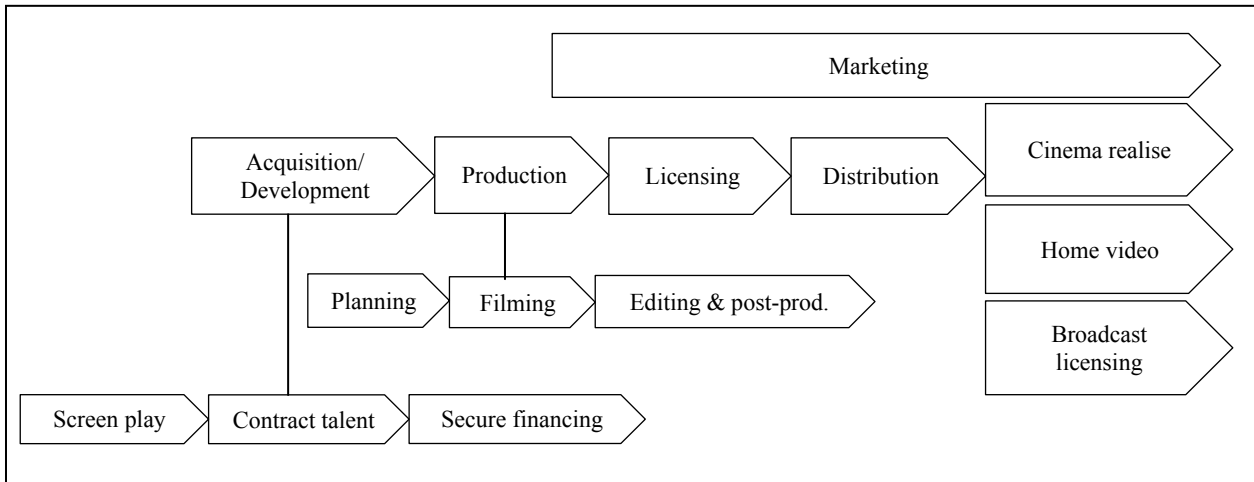 Marketing
Acquisition/
Development
Production
Licensing
Distribution
Cinema realise
Home video
Broadcast
licensing
Planning
Filming
Editing & post-prod.
Screen play
Contract talent
Secure financing